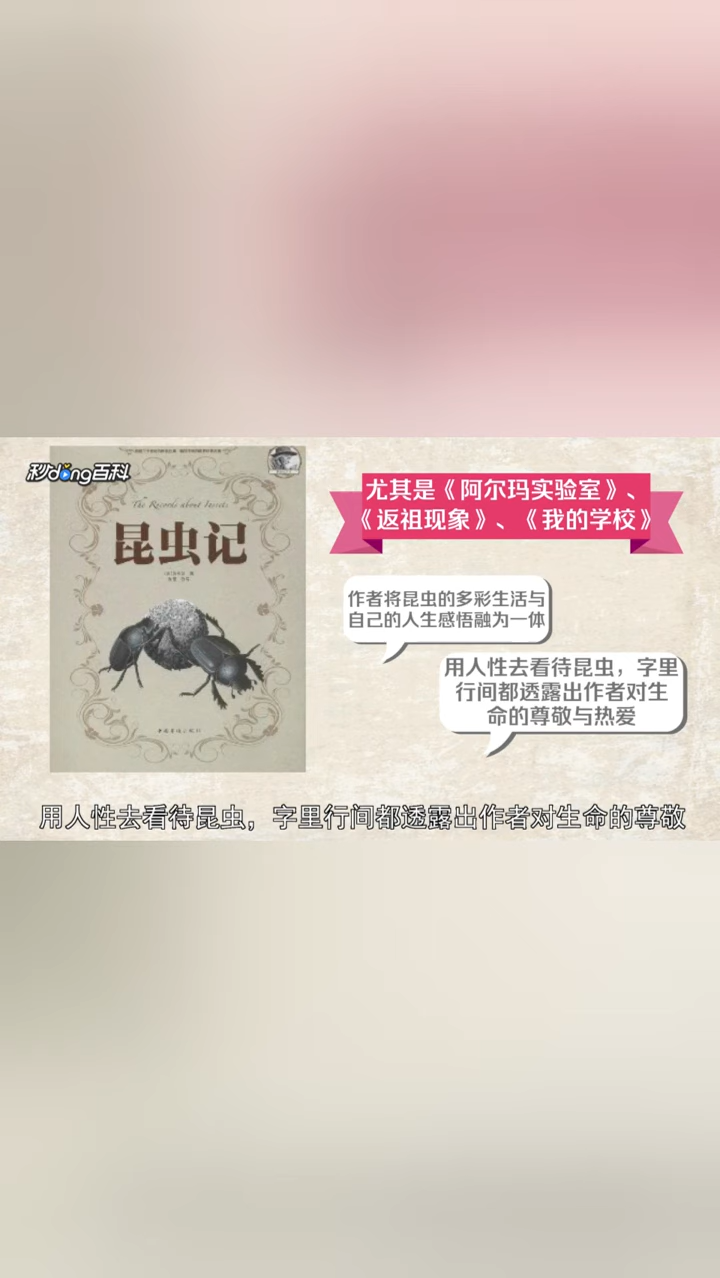 秒dong百科
The Records about Insects
昆虫记
尤其是《阿尔玛实验室》、
《返祖现象》、《我的学校》
作者将昆虫的多彩生活与
自己的人生感悟融为一体
用人性去看待昆虫，字里
行间都透露出作者对生
命的尊敬与热爱
用人性去看待昆虫，字里行间都透露出作者对生命的尊敬